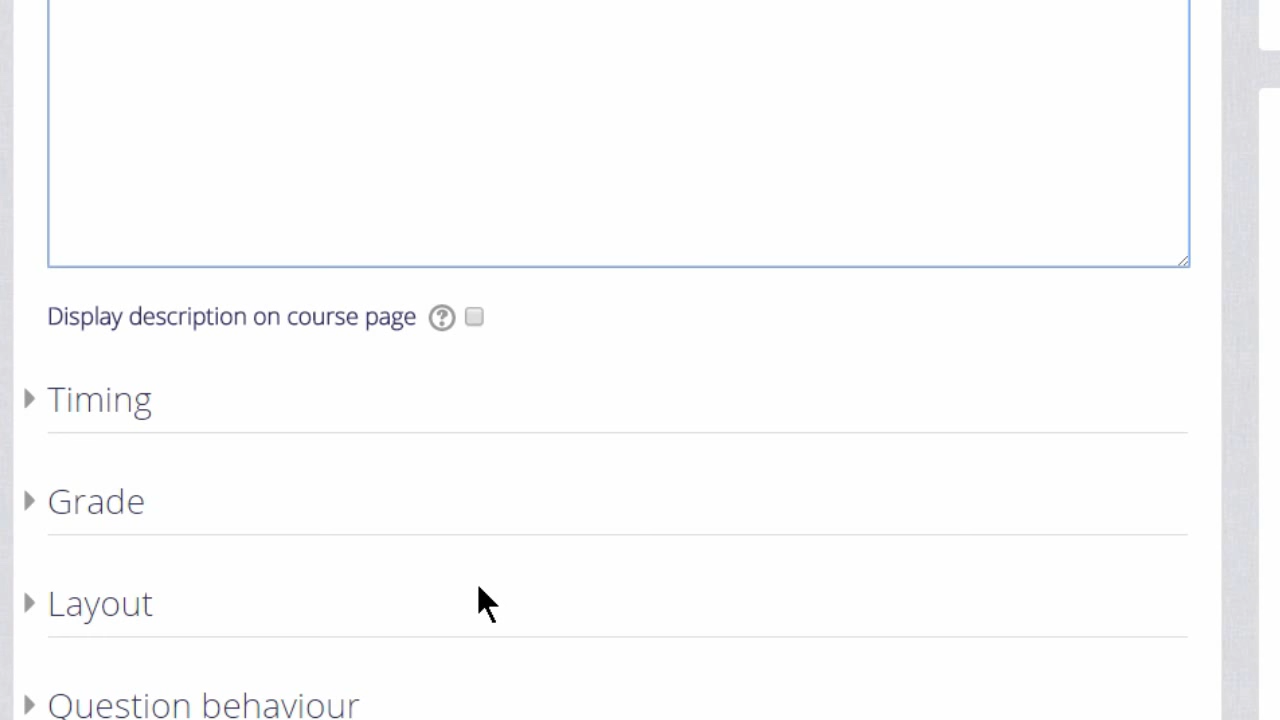 Display description on course page ?
Timing
Grade
Layout
Question behaviour